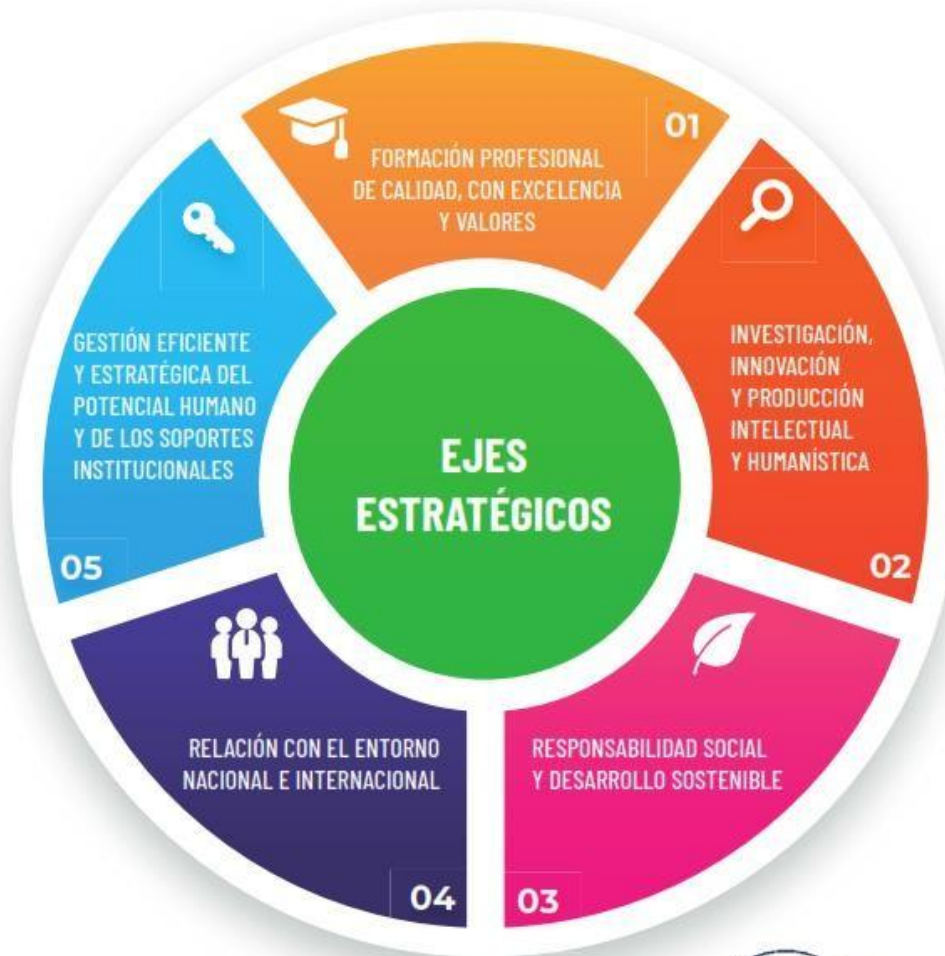 01
FORMACIÓN PROFESIONAL
DE CALIDAD, CON EXCELENCIA
Y VALORES
INVESTIGACIÓN,
INNOVACIÓN
Y PRODUCCIÓN
INTELECTUAL
Y HUMANÍSTICA
02
RESPONSABILIDAD SOCIAL
Y DESARROLLO SOSTENIBLE
03
RELACIÓN CON EL ENTORNO
NACIONAL E INTERNACIONAL
04
GESTIÓN EFICIENTE
Y ESTRATÉGICA DEL
POTENCIAL HUMANO
Y DE LOS SOPORTES
INSTITUCIONALES
05
EJES
ESTRATÉGICOS